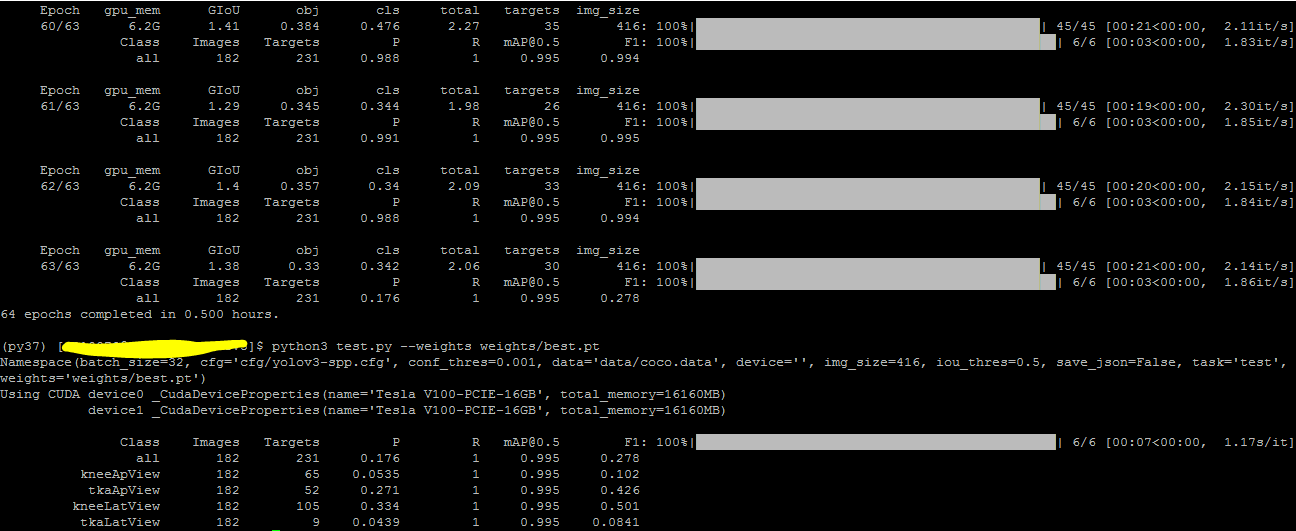 Epoch gpu_mem GIoU obj cls total targets img_size
60/63 6.2G 1.41 0.384 0.476 2.27 35 416: 100%| | 45/45 [00:21<00:00, 2.11it/s]
Class Images Targets P R mAP@0.5 F1: 100%| | 6/6 [00:03<00:00, 1.83it/s]
all 182 231 0.988 1 0.995 0.994
Epoch gpu_mem GIoU obj cls total targets img_size
61/63 6.2G 1.29 0.345 0.344 1.98 26 416: 100%| | 45/45 [00:19<00:00, 2.30it/s]
Class Images Targets P R mAP@0.5 F1: 100%| | 6/6 [00:03<00:00, 1.85it/s]
all 182 231 0.991 1 0.995 0.995
Epoch gpu_mem GIoU obj cls total targets img_size
62/63 6.2G 1.4 0.357 0.34 2.09 33 416: 100%| | 45/45 [00:20<00:00, 2.15it/s]
Class Images Targets P R mAP@0.5 F1: 100%| | 6/6 [00:03<00:00, 1.84it/s]
all 182 231 0.988 1 0.995 0.994
Epoch gpu_mem GIoU obj cls total targets img_size
63/63 6.2G 1.38 0.33 0.342 2.06 30 416: 100%| | 45/45 [00:21<00:00, 2.14it/s]
Class Images Targets P R mAP@0.5 F1: 100%| | 6/6 [00:03<00:00, 1.86it/s]
all 182 231 0.176 1 0.995 0.278
64 epochs completed in 0.500 hours.
(py37) [ ]$ python3 test.py --weights weights/best.pt
Namespace(batch_size=32, cfg='cfg/yolov3-spp.cfg', conf_thres=0.001, data='data/coco.data', device='', img_size=416, iou_thres=0.5, save_json=False, task='test',
weights='weights/best.pt')
Using CUDA device0 _CudaDeviceProperties(name='Tesla V100-PCIE-16GB', total_memory=16160MB)
device1 _CudaDeviceProperties(name='Tesla V100-PCIE-16GB', total_memory=16160MB)
Class Images Targets P R mAP@0.5 F1: 100%| | 6/6 [00:07<00:00, 1.17s/it]
all 182 231 0.176 1 0.995 0.278
kneeApView 182 65 0.0535 1 0.995 0.102
tkaApView 182 52 0.271 1 0.995 0.426
kneeLatView 182 105 0.334 1 0.995 0.501
tkaLatView 182 9 0.0439 1 0.995 0.0841